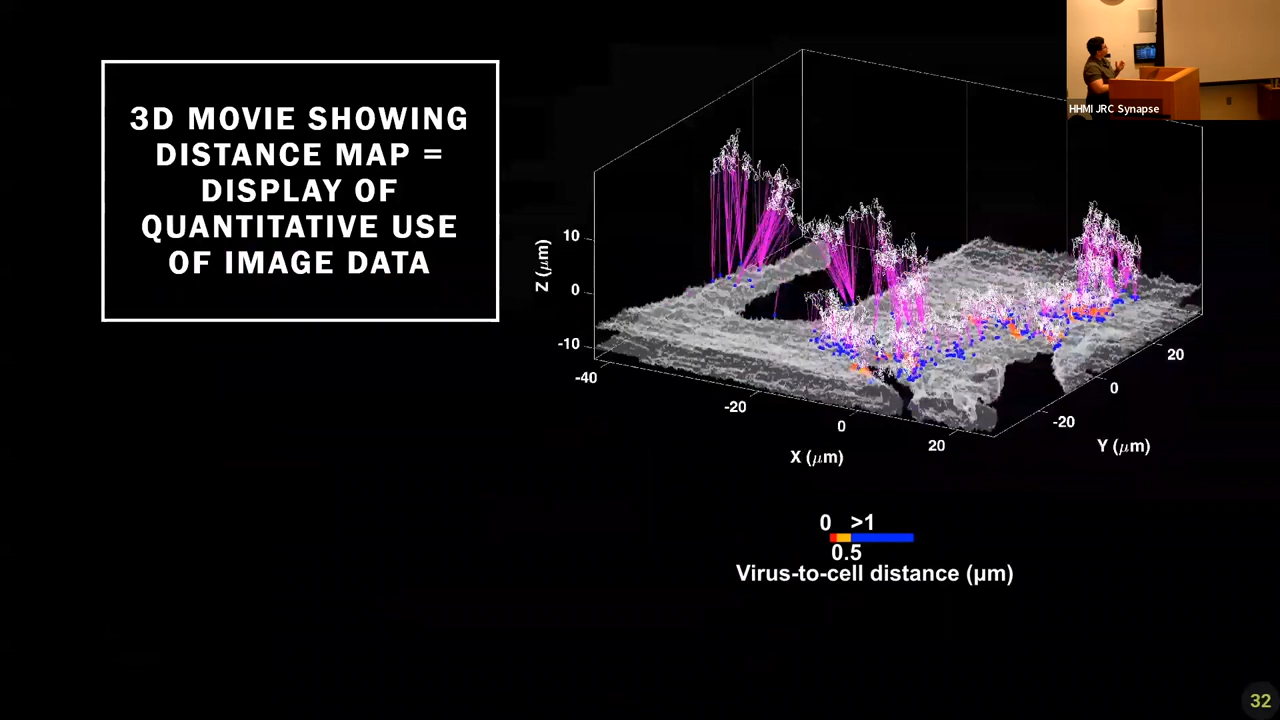 3D MOVIE SHOWING
DISTANCE MAP =
DISPLAY OF
QUANTITATIVE USE
OF IMAGE DATA
HHMI JRC Synapse
Z (μm)
10
0
-10
-40
-20
0
20
X (μm)
-20
0
20
Y (μm)
0 >1
0.5
Virus-to-cell distance (μm)
32